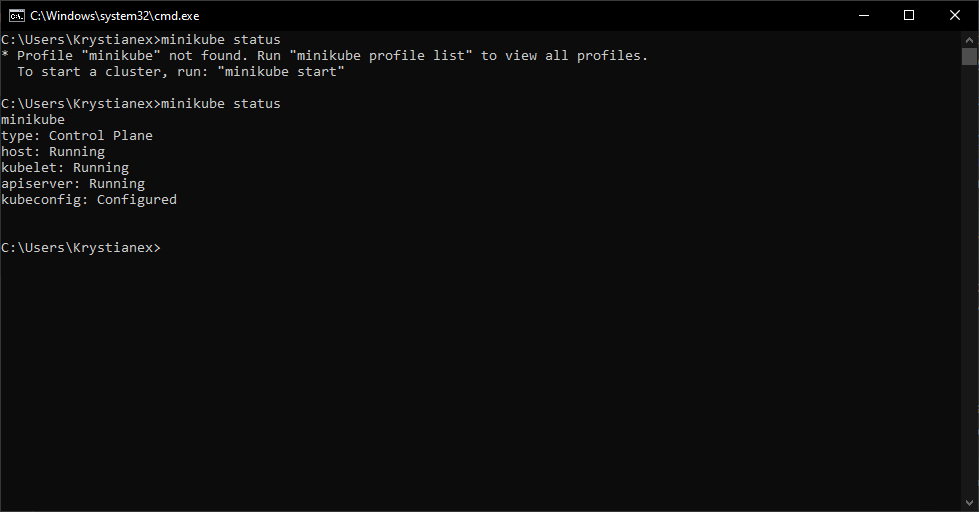 C:\Windows\system32\cmd.exe
C:\Users\Krystianex>minikube status
* Profile "minikube" not found. Run "minikube profile list" to view all profiles.
  To start a cluster, run: "minikube start"
C:\Users\Krystianex>minikube status
minikube
type: Control Plane
host: Running
kubelet: Running
apiserver: Running
kubeconfig: Configured
C:\Users\Krystianex>